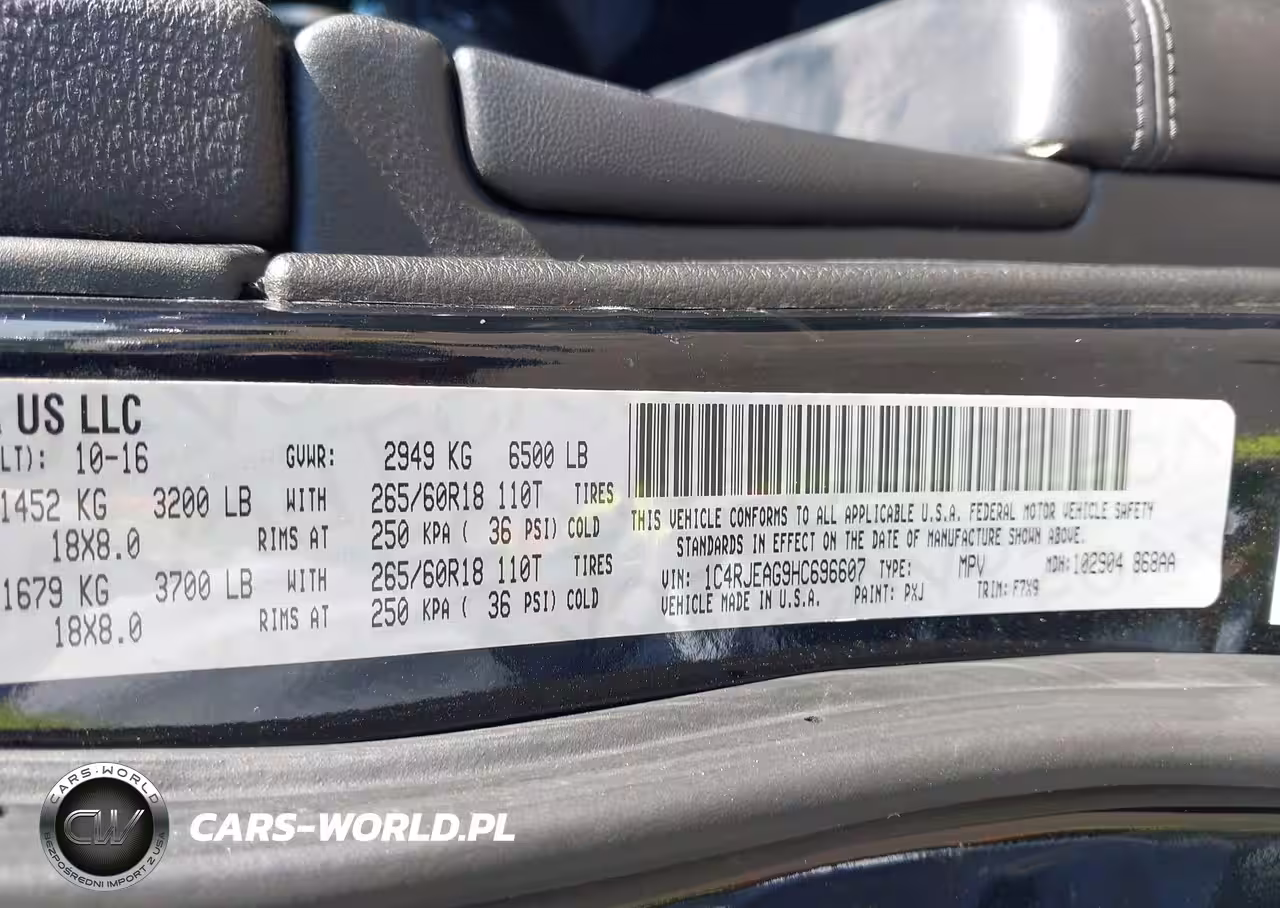 US LLC
LT): 10-16 GVWR: 2949 KG 6500 LB
1452 KG 3200 LB WITH 265/60R18 110T TIRES
18X8.0 RIMS AT 250 KPA ( 36 PSI) COLD
1679 KG 3700 LB WITH 265/60R18 110T TIRES
18X8.0 RIMS AT 250 KPA ( 36 PSI) COLD
THIS VEHICLE CONFORMS TO ALL APPLICABLE U.S.A. FEDERAL MOTOR VEHICLE SAFETY
STANDARDS IN EFFECT ON THE DATE OF MANUFACTURE SHOWN ABOVE.
VIN: 1C4RJEAG9HC696607 TYPE: MPV MDH: 102904 868AA
VEHICLE MADE IN U.S.A. PAINT: PXJ TRIM: F7X9
CARS-WORLD
CW
BEZPOŚREDNI IMPORT Z USA
CARS-WORLD.PL